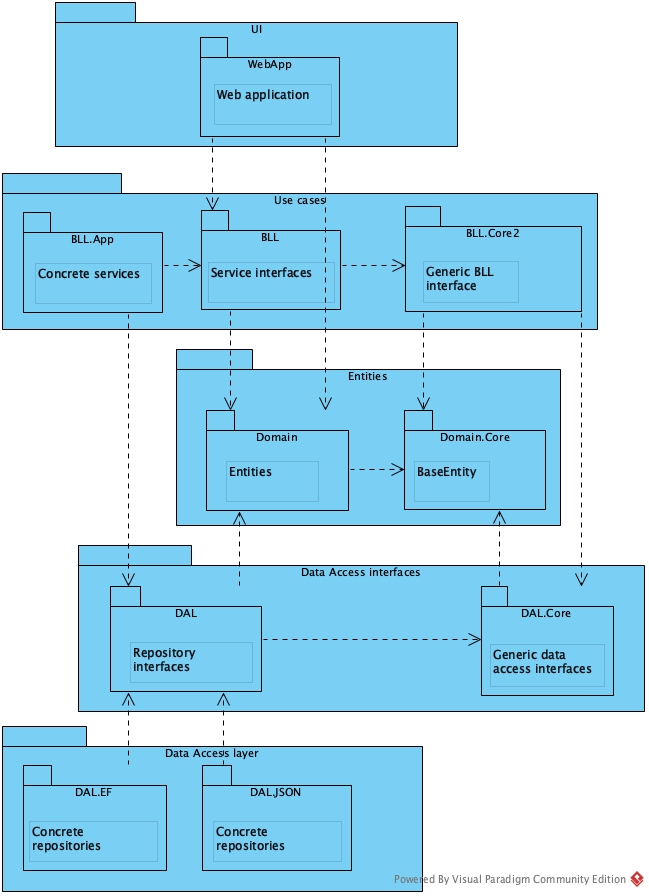 UI
WebApp
Web application
Use cases
BLL.App
BLL
BLL.Core2
Concrete services
Service interfaces
Generic BLL
interface
Entities
Domain
Domain.Core
Entities
BaseEntity
Data Access interfaces
DAL
DAL.Core
Repository
interfaces
Generic data
access interfaces
Data Access layer
DAL.EF
DAL.JSON
Concrete
repositories
Concrete
repositories
Powered By Visual Paradigm Community Edition